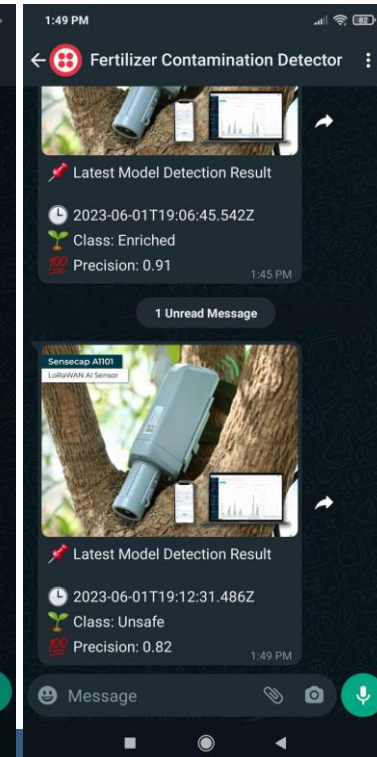 1:49 PM
82
Fertilizer Contamination Detector
📌 Latest Model Detection Result
🕒 2023-06-01T19:06:45.542Z
🌱 Class: Enriched
💯 Precision: 0.91
1:45 PM
1 Unread Message
Sensecap A1101
LoRaWAN AI Sensor
📌 Latest Model Detection Result
🕒 2023-06-01T19:12:31.486Z
🌱 Class: Unsafe
💯 Precision: 0.82
1:49 PM
Message